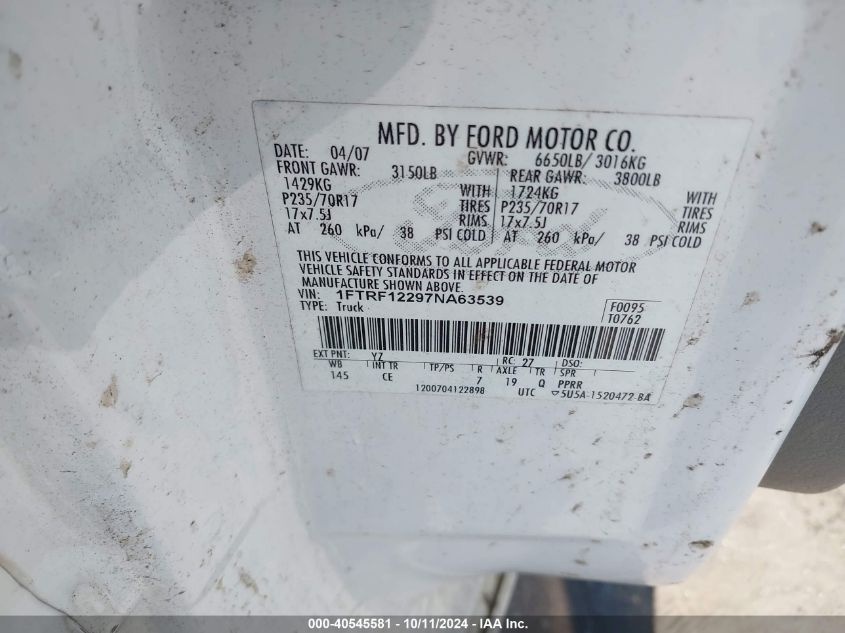 MFD. BY FORD MOTOR CO.
DATE: 04/07 GVWR: 6650LB/ 3016KG
FRONT GAWR: 3150LB REAR GAWR: 3800LB
1429KG WITH 1724KG WITH
P235/70R17 TIRES P235/70R17 TIRES
17x7.5J RIMS 17x7.5J RIMS
AT 260 kPa/ 38 PSI COLD AT 260 kPa/ 38 PSI COLD
THIS VEHICLE CONFORMS TO ALL APPLICABLE FEDERAL MOTOR
VEHICLE SAFETY STANDARDS IN EFFECT ON THE DATE OF
MANUFACTURE SHOWN ABOVE.
VIN: 1FTRF12297NA63539 F0095
TYPE: Truck T0762
EXT PNT: YZ RC: 27 DSO:
WB INT TR TP/PS R AXLE TR SPR
145 CE 7 19 Q PPRR
1200704122898 UTC 5U5A-1520472-BA
000-40545581 - 10/11/2024 - IAA Inc.